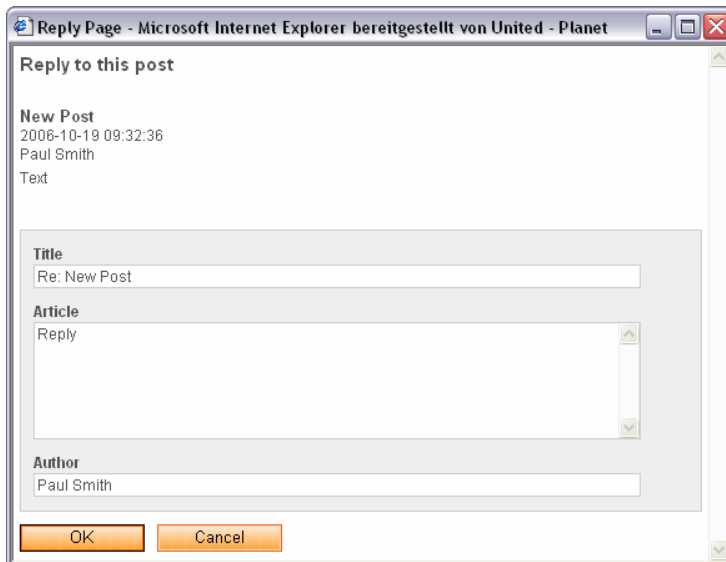 Reply Page - Microsoft Internet Explorer bereitgestellt von United - Planet
Reply to this post
New Post
2006-10-19 09:32:36
Paul Smith
Text
Title
Re: New Post
Article
Reply
Author
Paul Smith
OK
Cancel